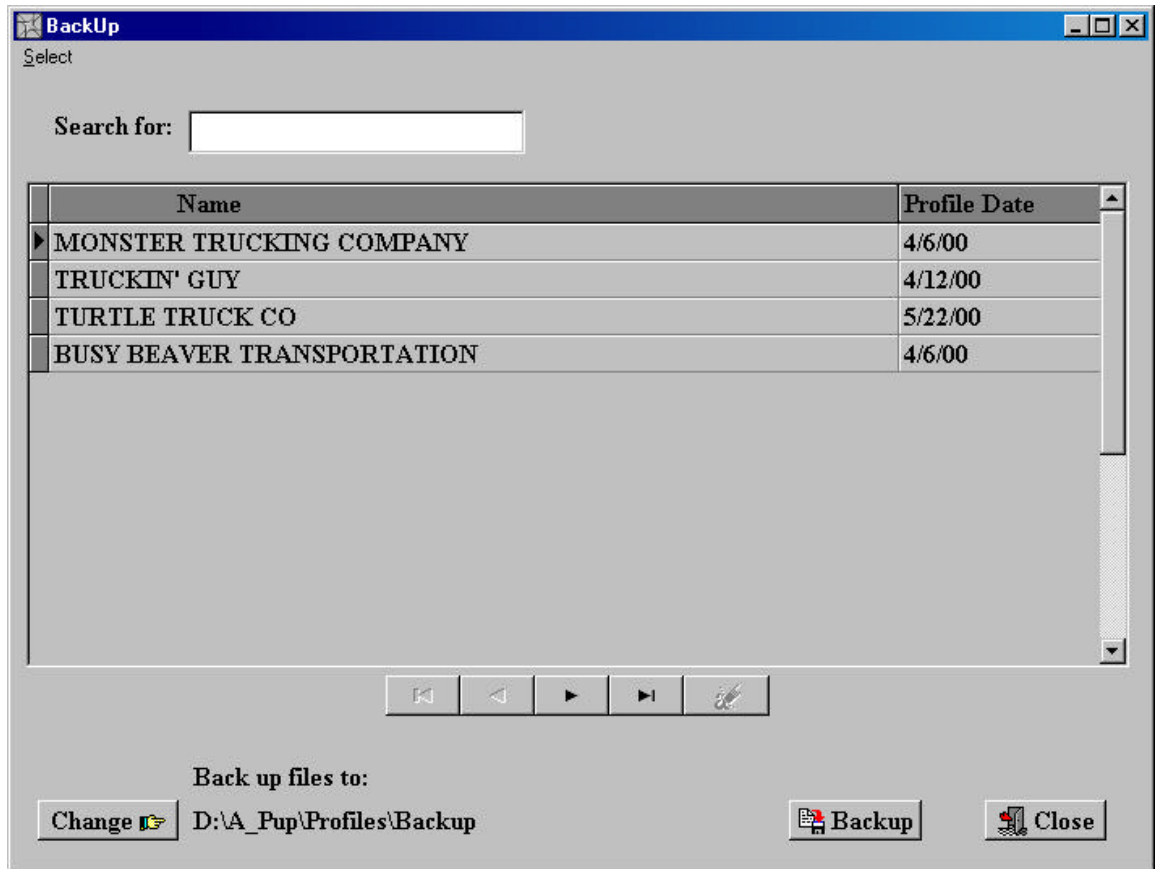 BackUp
Select
Search for:
Name Profile Date
MONSTER TRUCKING COMPANY 4/6/00
TRUCKIN' GUY 4/12/00
TURTLE TRUCK CO 5/22/00
BUSY BEAVER TRANSPORTATION 4/6/00
Back up files to:
Change D:\A_Pup\Profiles\Backup Backup Close